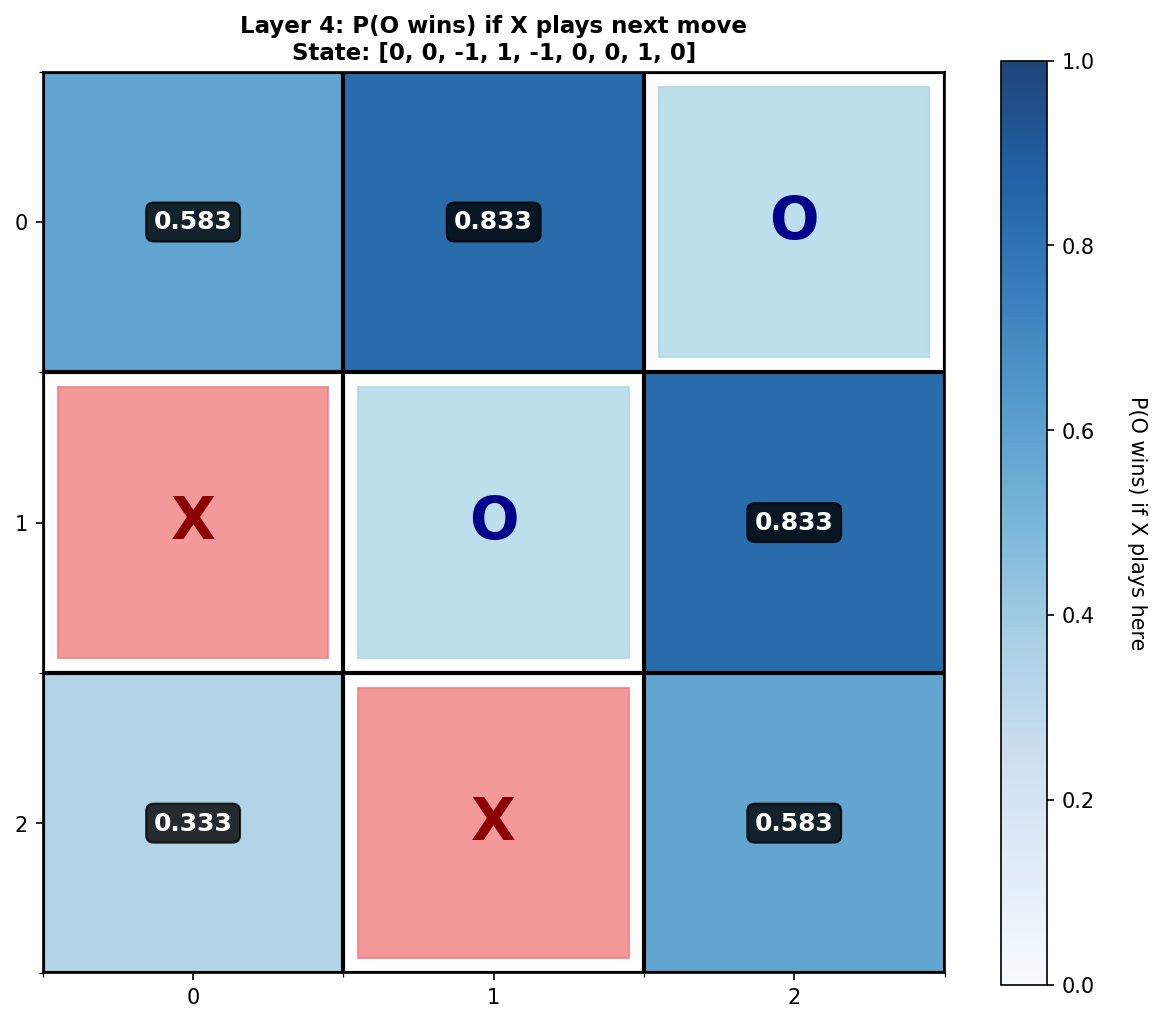 Layer 4: P(O wins) if X plays next move
State: [0, 0, -1, 1, -1, 0, 0, 1, 0]
0
0.583
0.833
O
1
X
O
0.833
2
0.333
X
0.583
0
1
2
1.0
0.8
0.6
0.4
0.2
0.0
P(O wins) if X plays here